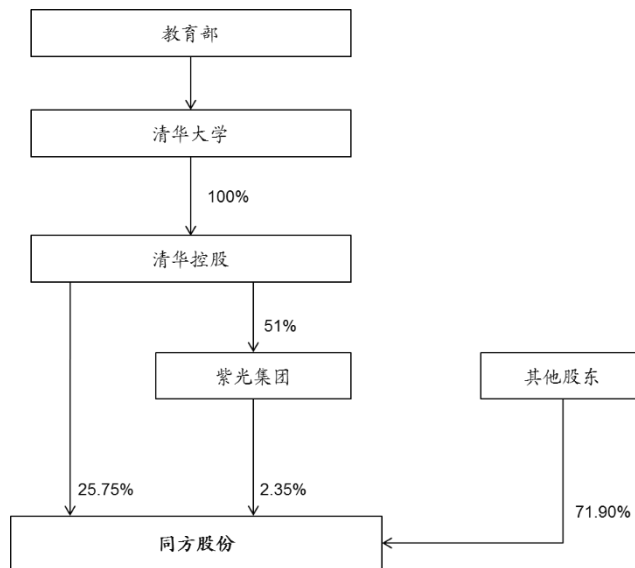 教育部
清华大学
100%
清华控股
51%
紫光集团
其他股东
25.75%
2.35%
71.90%
同方股份